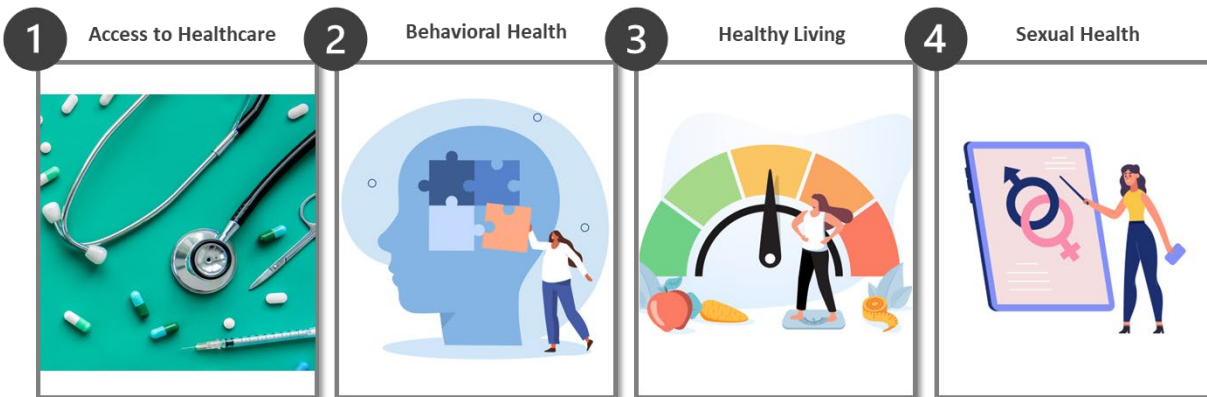 1 Access to Healthcare
2 Behavioral Health
3 Healthy Living
4 Sexual Health